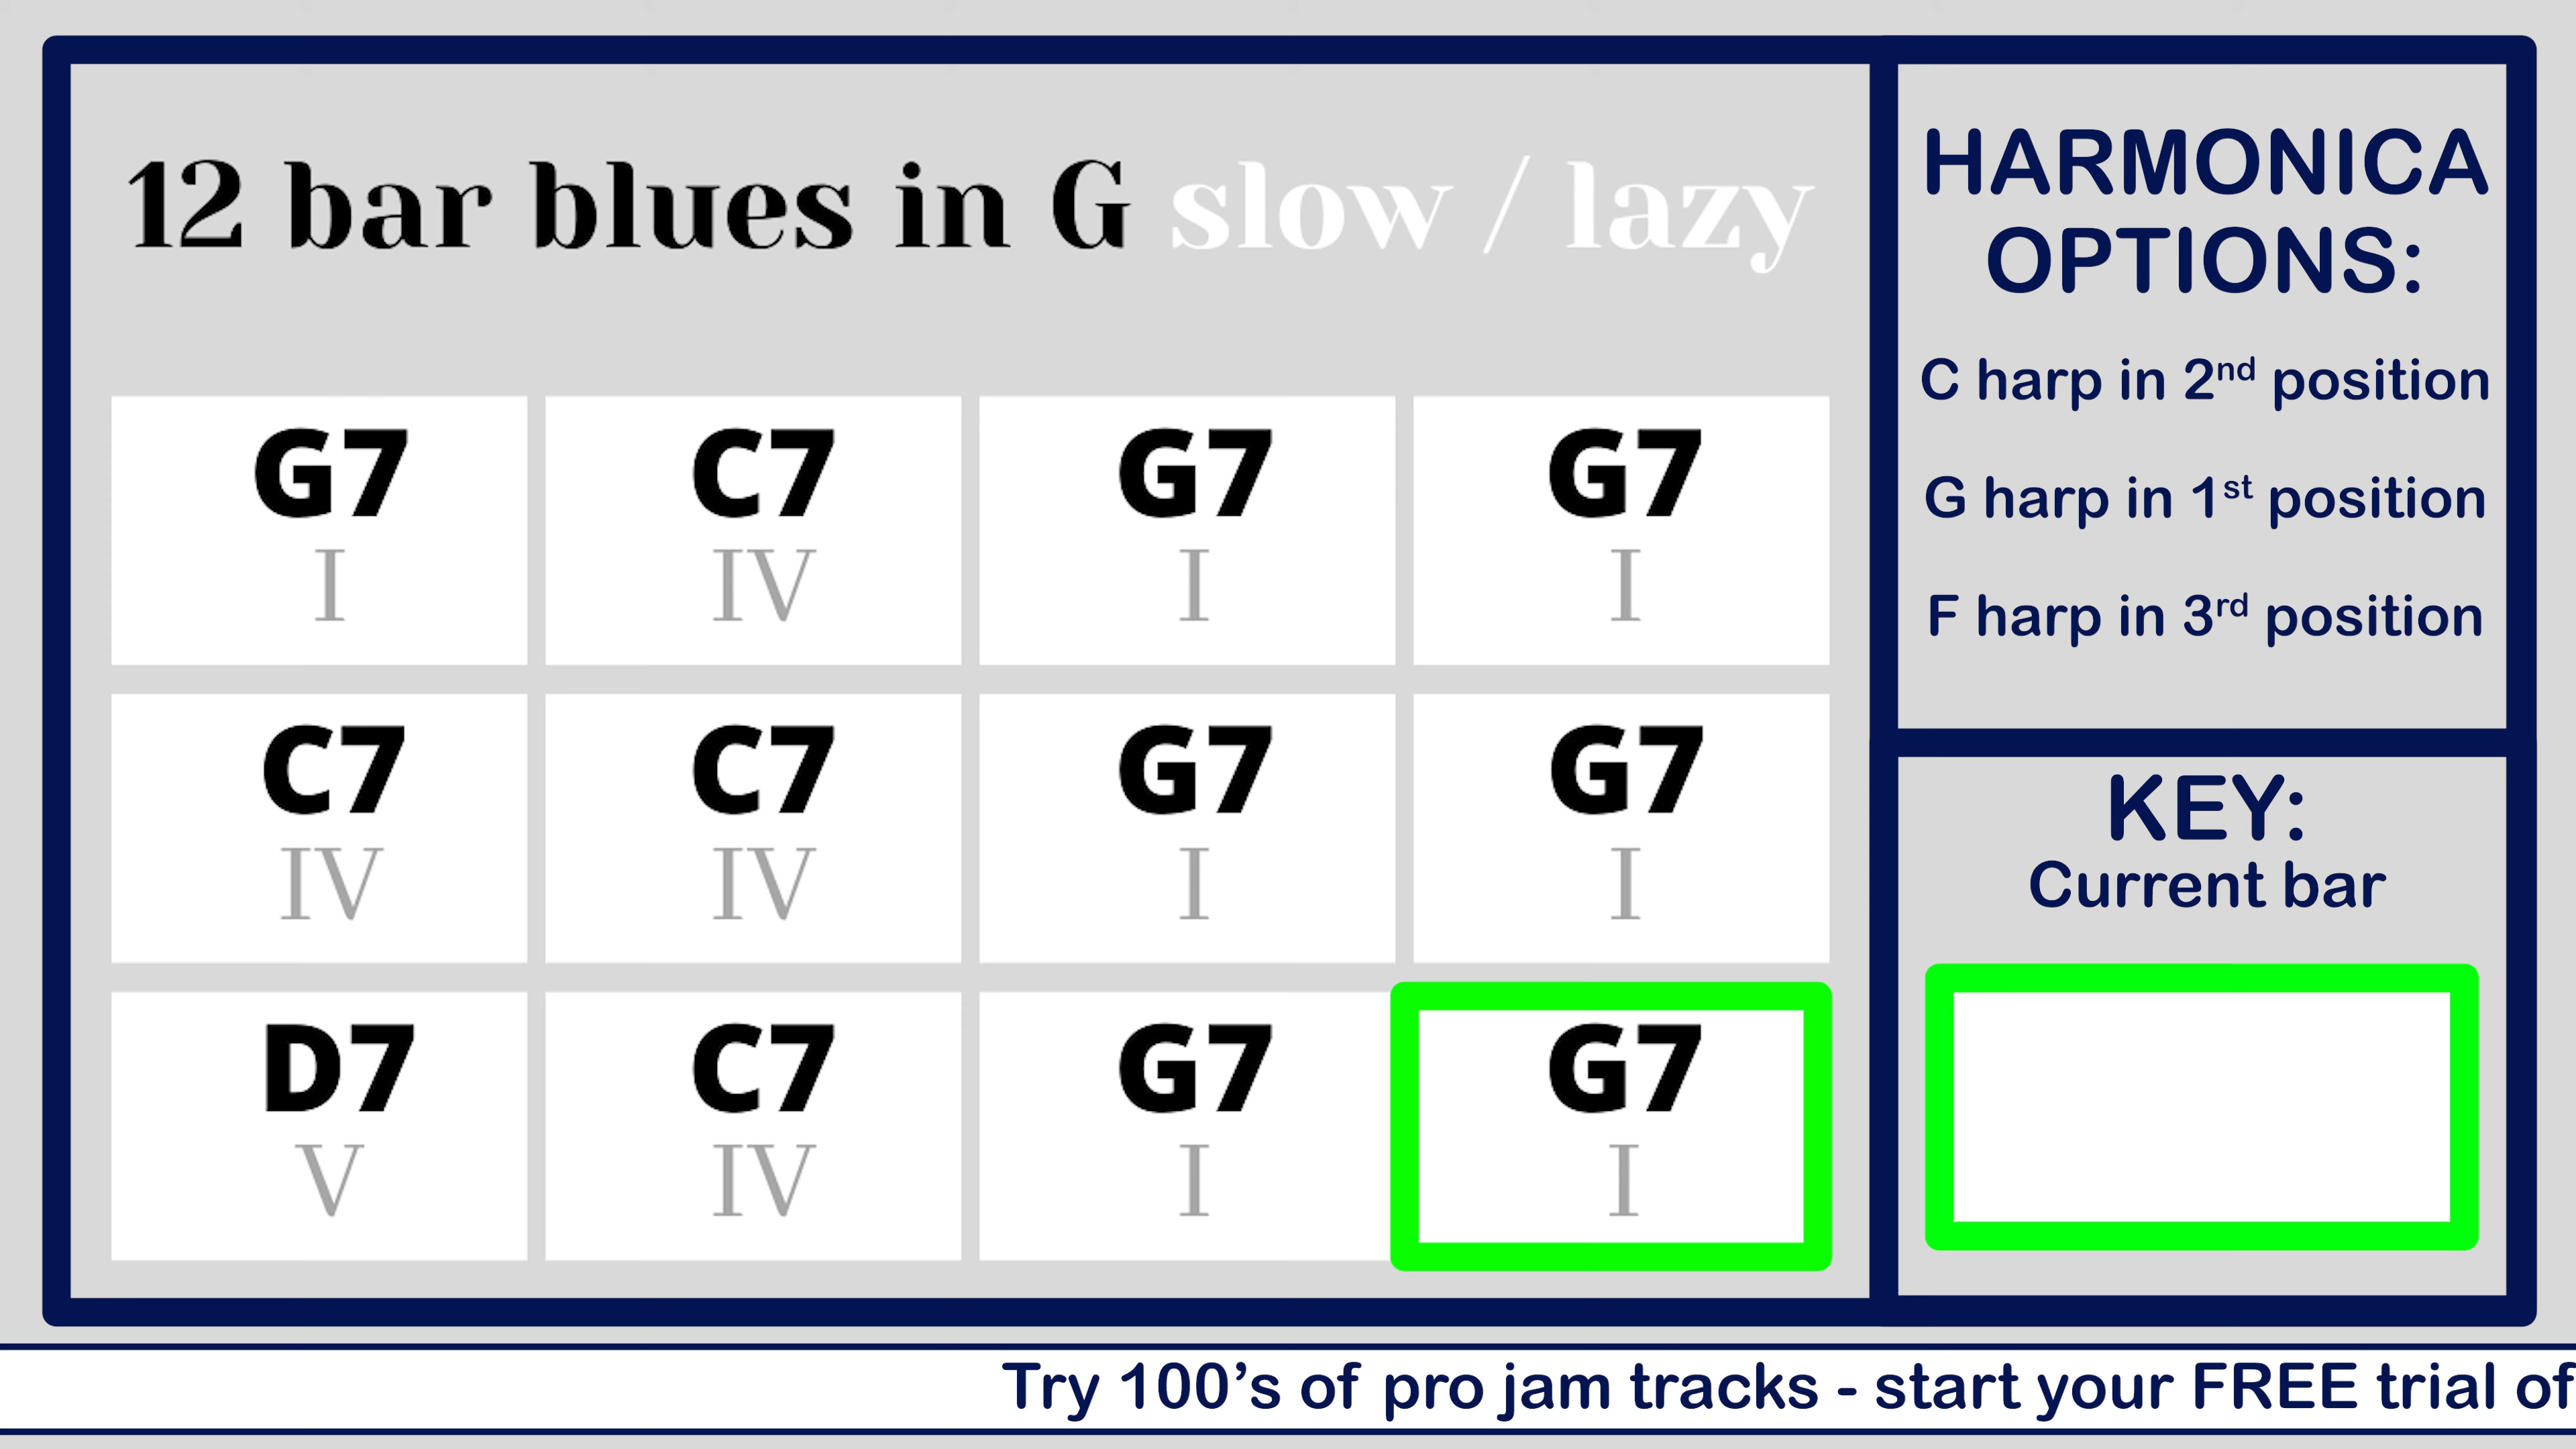 12 bar blues in G slow / lazy
G7 C7 G7 G7
I IV I I
C7 C7 G7 G7
IV IV I I
D7 C7 G7 G7
V IV I I
HARMONICA
OPTIONS:
C harp in 2nd position
G harp in 1st position
F harp in 3rd position
KEY:
Current bar
Try 100’s of pro jam tracks - start your FREE trial of